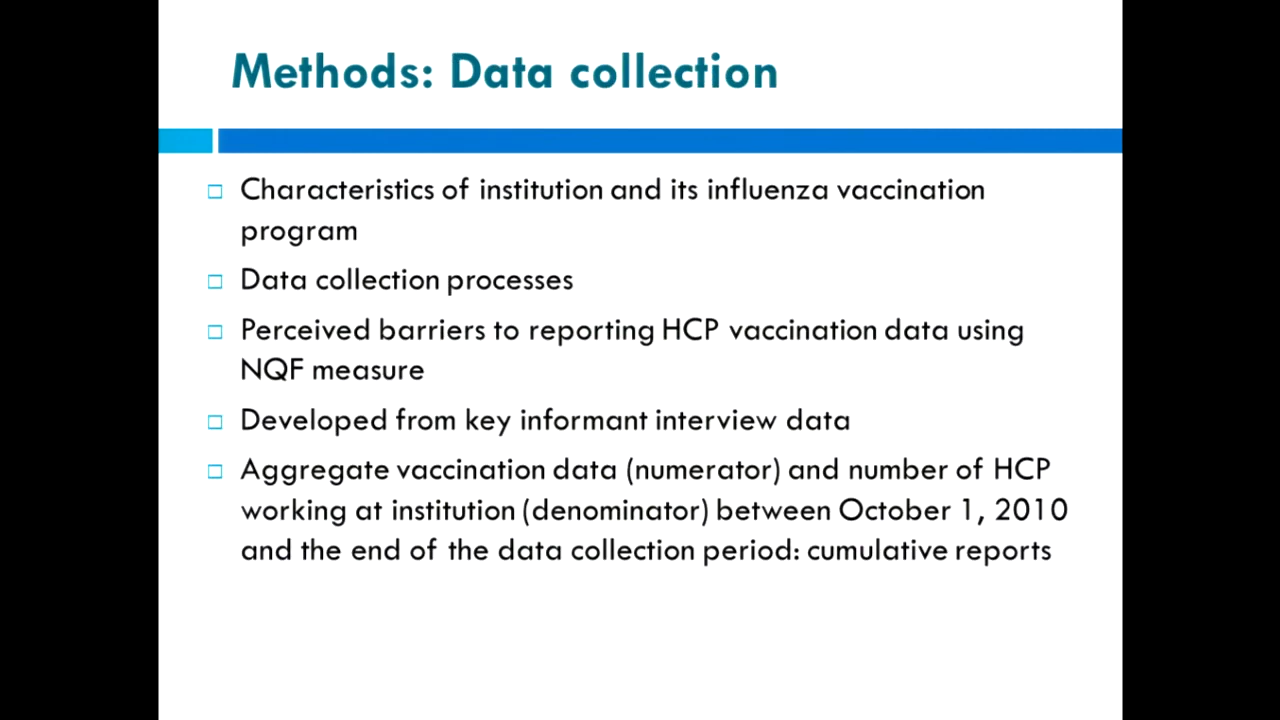 Methods: Data collection
Characteristics of institution and its influenza vaccination
program
Data collection processes
Perceived barriers to reporting HCP vaccination data using
NQF measure
Developed from key informant interview data
Aggregate vaccination data (numerator) and number of HCP
working at institution (denominator) between October 1, 2010
and the end of the data collection period: cumulative reports